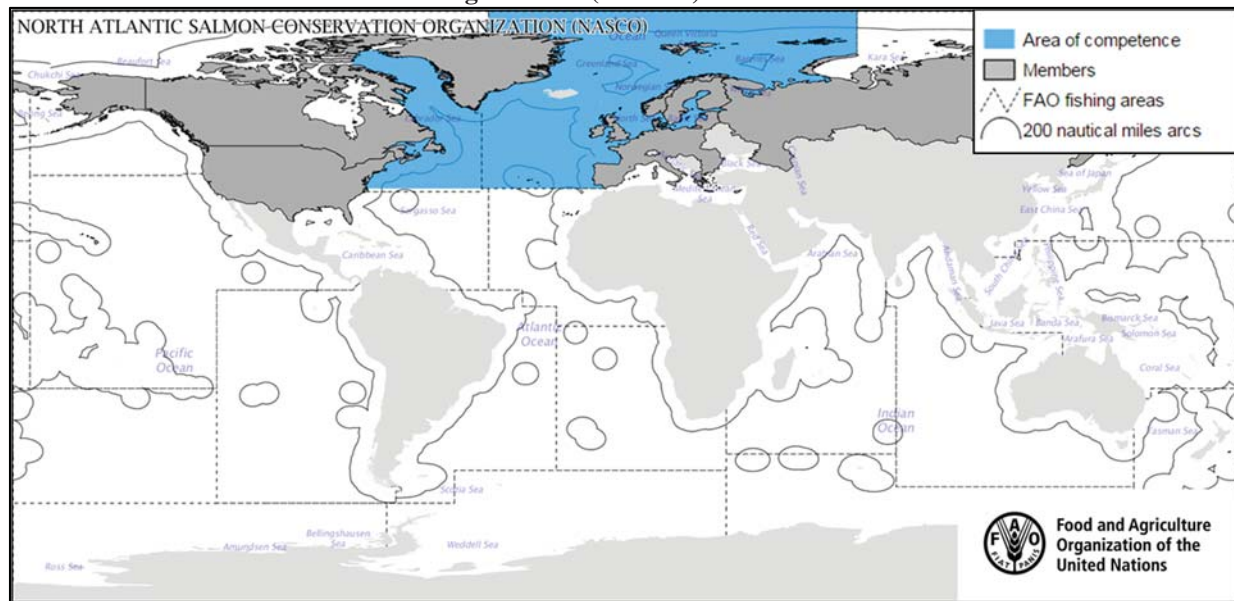 NORTH ATLANTIC SALMON CONSERVATION ORGANIZATION (NASCO)
Area of competence
Members
FAO fishing areas
200 nautical miles arcs
Ocean
Queen Victoria
Beaufort Sea
Chukchi Sea
Greenland Sea
Barents Sea
Kara Sea
Norwegian
North Sea
Black Sea
Caspian Sea
Sea of Japan
Yellow Sea
East China Sea
Sargasso Sea
Sea
Red Sea
Arabian Sea
Caribbean Sea
Andaman Sea
South China Sea
Philippine Sea
Atlantic
Ocean
Java Sea
Banda Sea
Bismarck Sea
Solomon Sea
Arafura Sea
Pacific
Ocean
Coral Sea
Indian
Ocean
Tasman Sea
Scotia Sea
Bellingshausen
Sea
Amundsen Sea
Weddell Sea
Ross Sea
F A O
FIAT PANIS
Food and Agriculture
Organization of the
United Nations